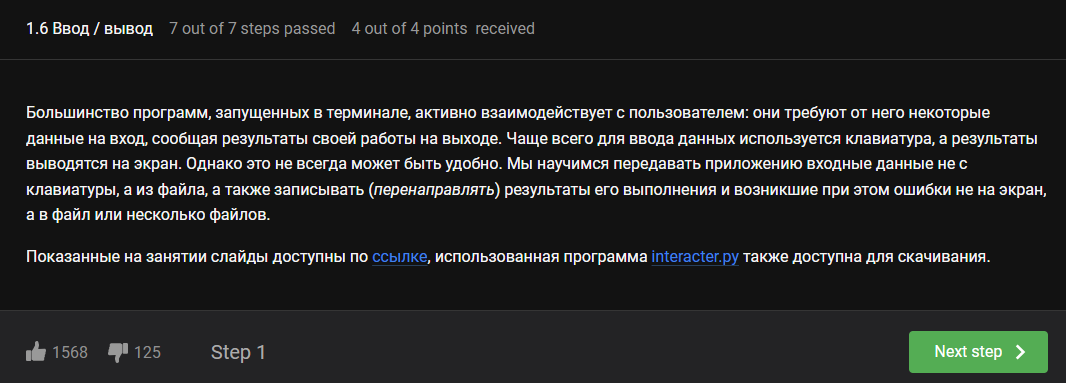 1.6 Ввод / вывод 7 out of 7 steps passed 4 out of 4 points received
Большинство программ, запущенных в терминале, активно взаимодействует с пользователем: они требуют от него некоторые
данные на вход, сообщая результаты своей работы на выходе. Чаще всего для ввода данных используется клавиатура, а результаты
выводятся на экран. Однако это не всегда может быть удобно. Мы научимся передавать приложению входные данные не с
клавиатуры, а из файла, а также записывать (перенаправлять) результаты его выполнения и возникшие при этом ошибки не на экран,
а в файл или несколько файлов.
Показанные на занятии слайды доступны по ссылке, использованная программа interacter.py также доступна для скачивания.
1568 125 Step 1 Next step